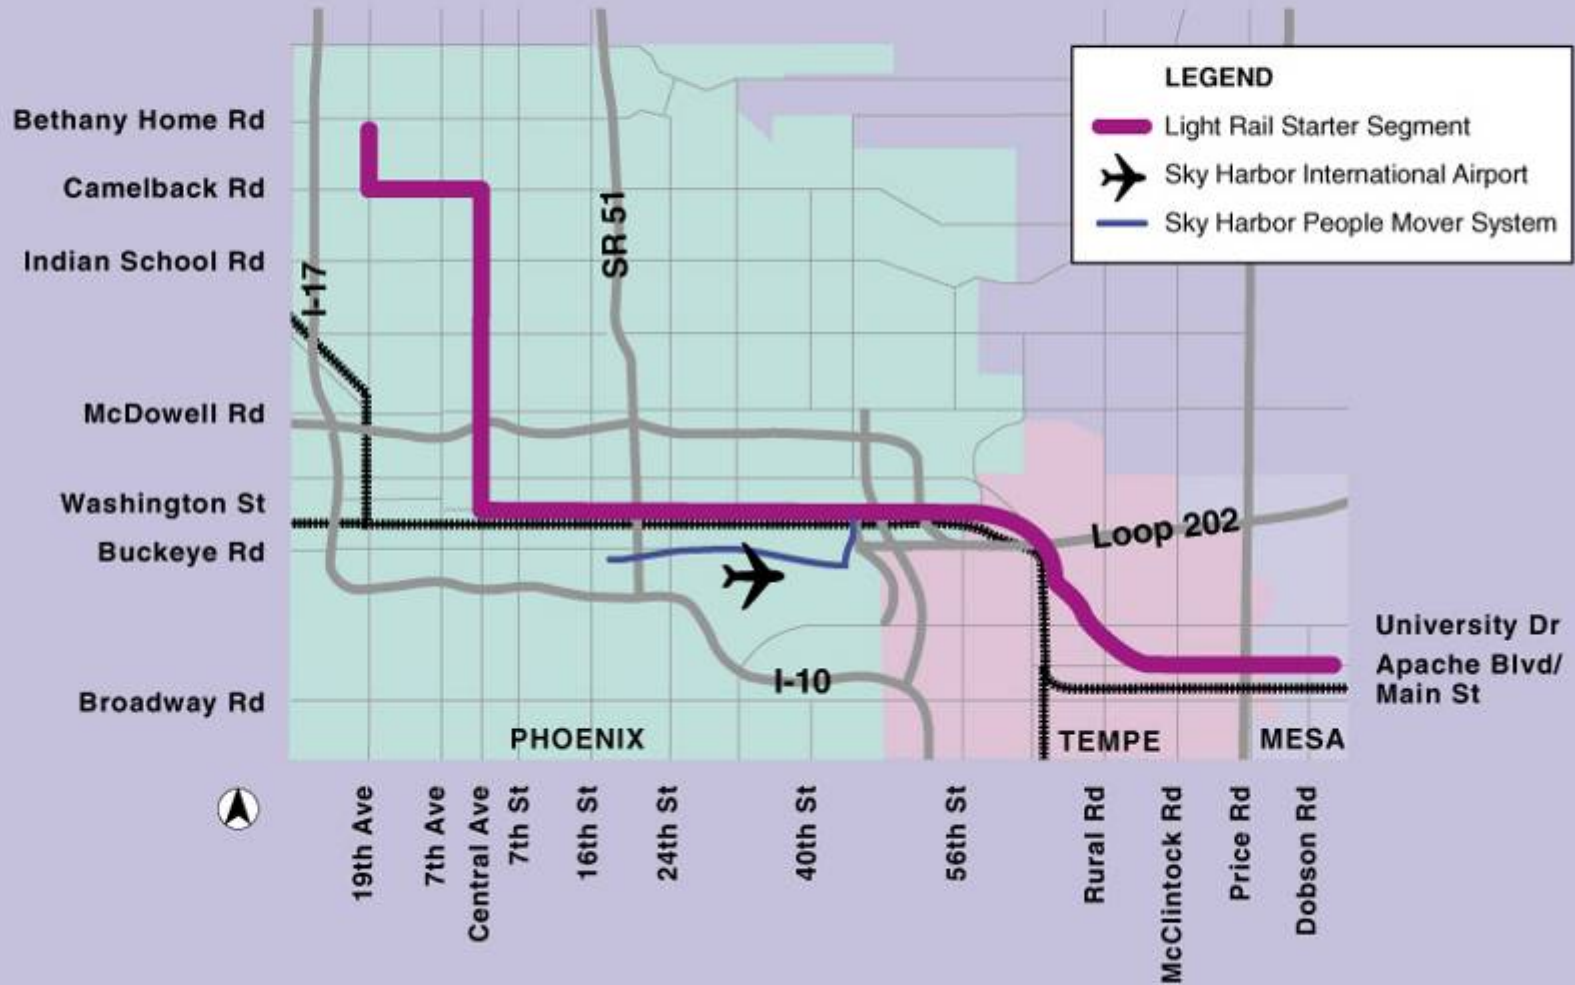 LEGEND
Light Rail Starter Segment
Sky Harbor International Airport
Sky Harbor People Mover System
Bethany Home Rd
Camelback Rd
Indian School Rd
McDowell Rd
Washington St
Buckeye Rd
Broadway Rd
I-17
SR 51
Loop 202
I-10
University Dr
Apache Blvd/
Main St
PHOENIX
TEMPE
MESA
19th Ave
7th Ave
Central Ave
7th St
16th St
24th St
40th St
56th St
Rural Rd
McClintock Rd
Price Rd
Dobson Rd